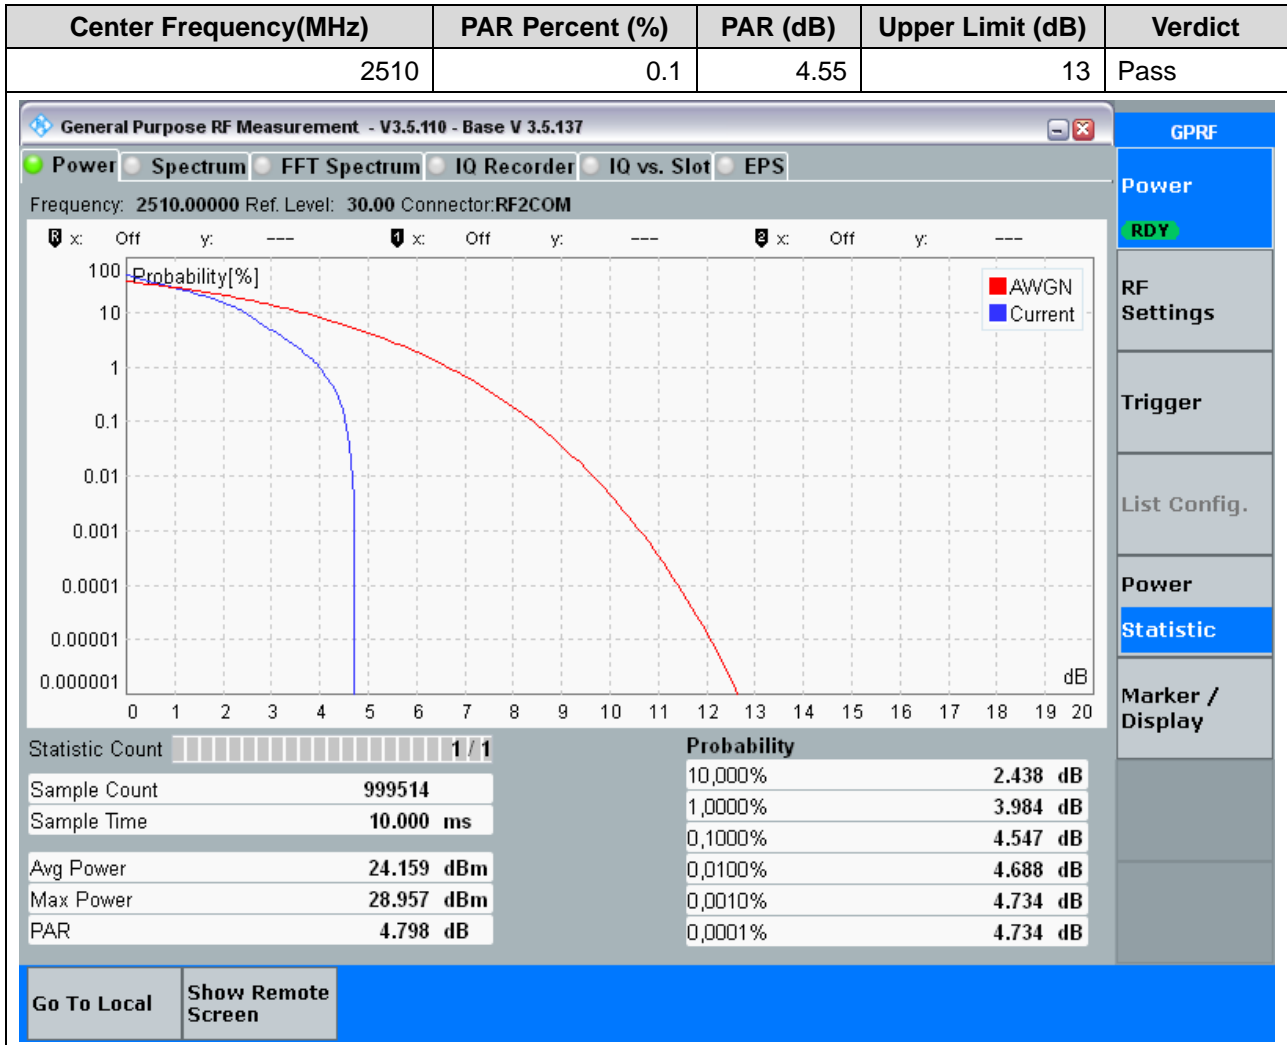 Center Frequency(MHz) PAR Percent (%) PAR (dB) Upper Limit (dB) Verdict
2510 0.1 4.55 13 Pass
General Purpose RF Measurement - V3.5.110 - Base V 3.5.137
GPRF
Power Spectrum FFT Spectrum IQ Recorder IQ vs. Slot EPS
Frequency: 2510.00000 Ref. Level: 30.00 Connector:RF2COM
Power
RDY
R x: Off y: --- 1 x: Off y: --- 2 x: Off y: ---
Probability[%]
AWGN
Current
100
10
1
0.1
0.01
0.001
0.0001
0.00001
0.000001
dB
0 1 2 3 4 5 6 7 8 9 10 11 12 13 14 15 16 17 18 19 20
RF
Settings
Trigger
List Config.
Power
Statistic
Marker /
Display
Statistic Count 1 / 1
Sample Count 999514
Sample Time 10.000 ms
Avg Power 24.159 dBm
Max Power 28.957 dBm
PAR 4.798 dB
Probability
10,000% 2.438 dB
1,0000% 3.984 dB
0,1000% 4.547 dB
0,0100% 4.688 dB
0,0010% 4.734 dB
0,0001% 4.734 dB
Go To Local
Show Remote
Screen